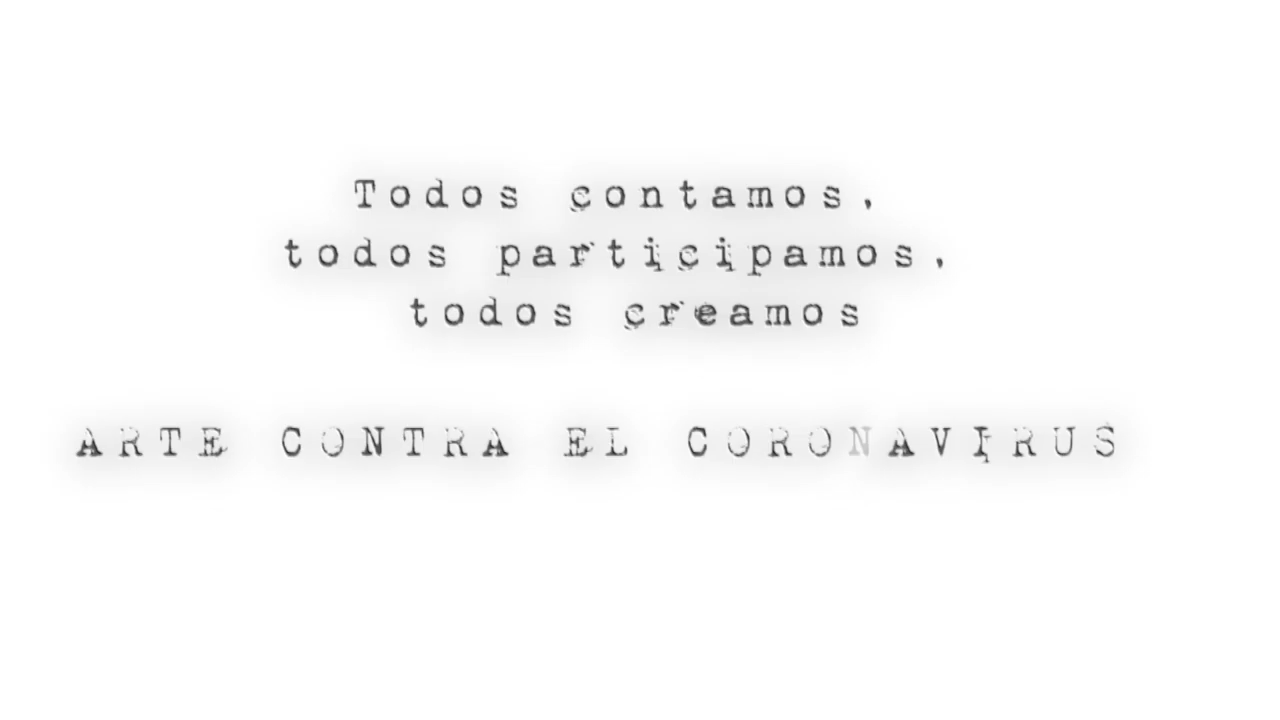 Todos contamos,
todos participamos,
todos creamos
ARTE CONTRA EL CORONAVIRUS